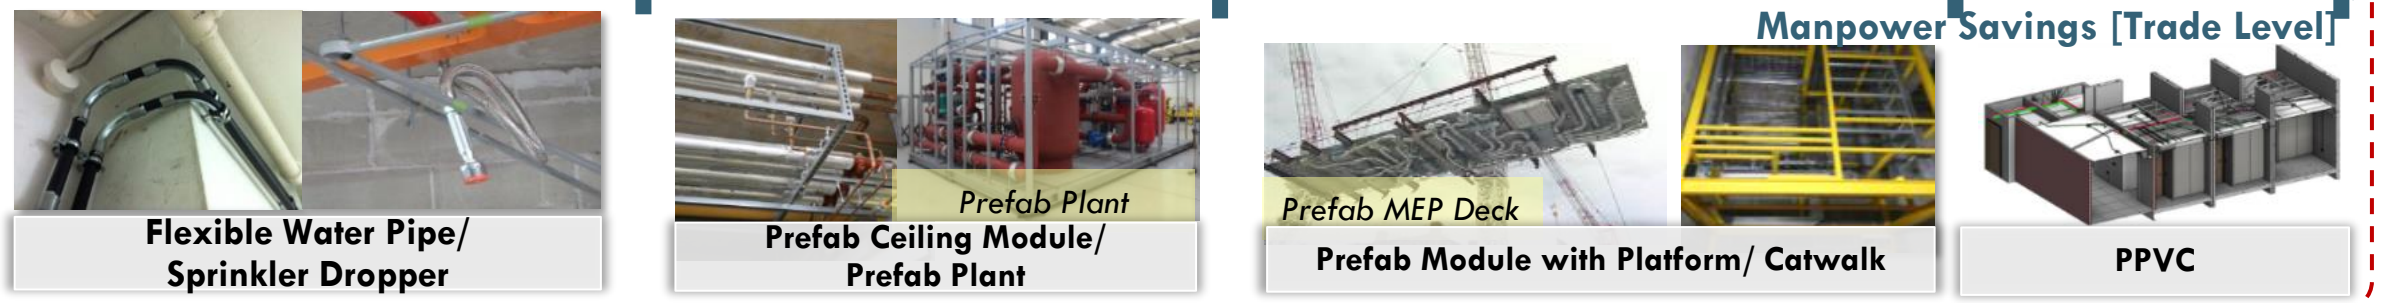 Manpower Savings [Trade Level]
Prefab Plant
Prefab MEP Deck
Flexible Water Pipe/
Sprinkler Dropper
Prefab Ceiling Module/
Prefab Plant
Prefab Module with Platform/ Catwalk
PPVC